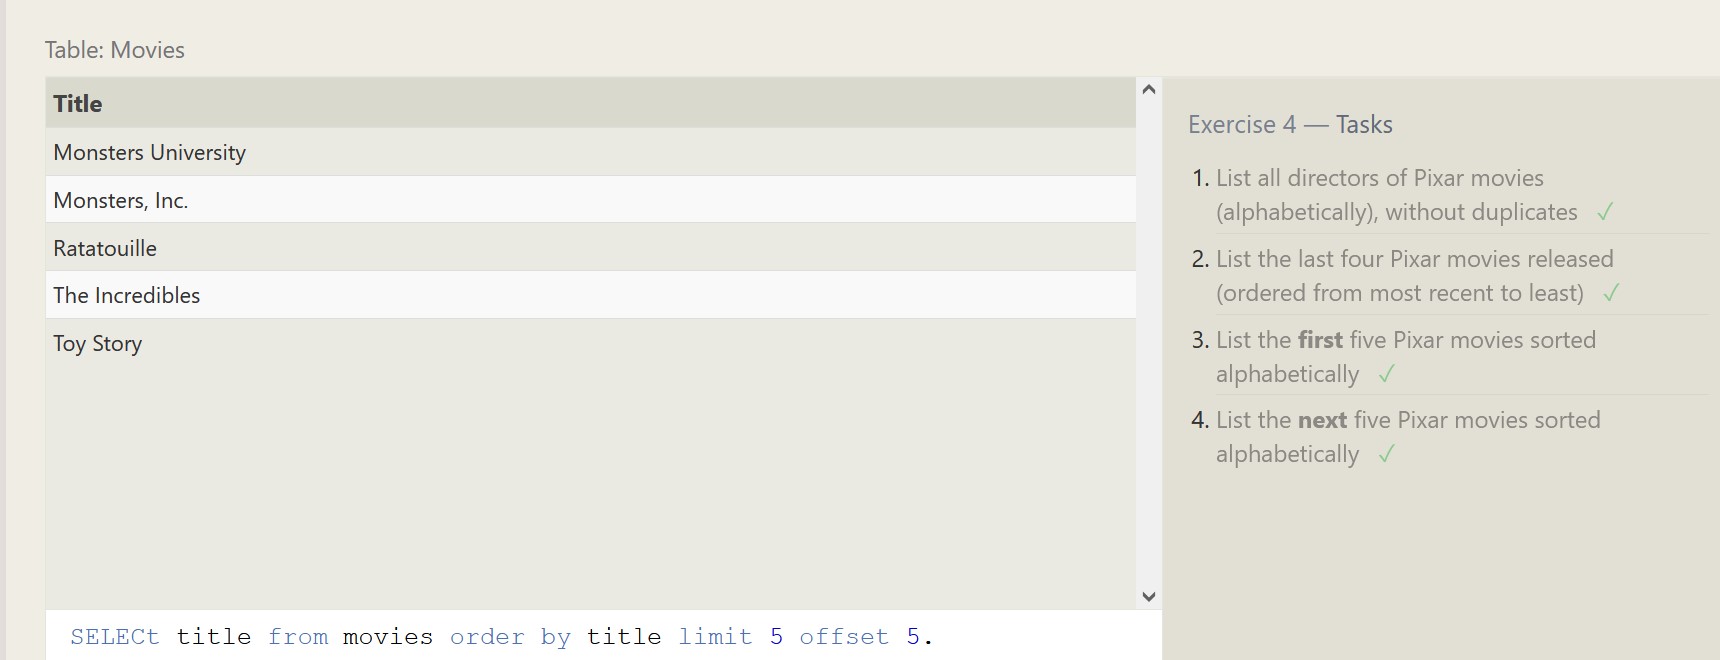 Table: Movies
Title
Monsters University
Monsters, Inc.
Ratatouille
The Incredibles
Toy Story
SELECt title from movies order by title limit 5 offset 5.
Exercise 4 — Tasks
1. List all directors of Pixar movies
(alphabetically), without duplicates ✓
2. List the last four Pixar movies released
(ordered from most recent to least) ✓
3. List the first five Pixar movies sorted
alphabetically ✓
4. List the next five Pixar movies sorted
alphabetically ✓